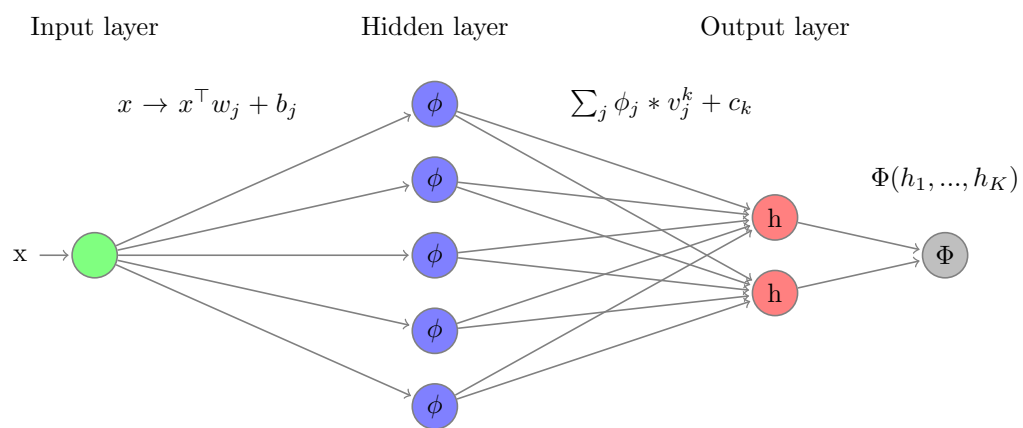 Input layer
Hidden layer
Output layer
x → x⊤w_j + b_j
∑_j ϕ_j * v_j^k + c_k
Φ(h_1, ..., h_K)
ϕ
ϕ
ϕ
ϕ
ϕ
h
h
x
Φ